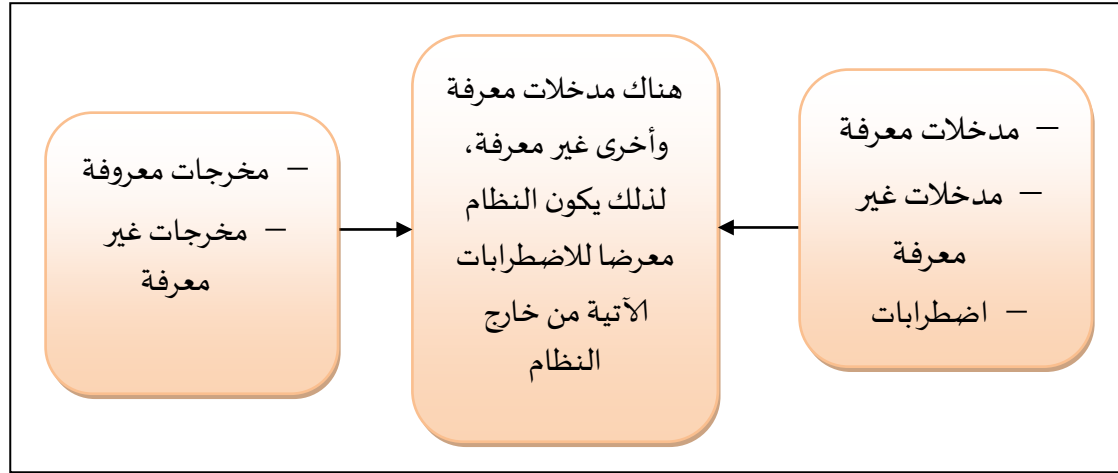 – مدخلات معرفة
– مدخلات غير
معرفة
– اضطرابات
هناك مدخلات معرفة
وأخرى غير معرفة،
لذلك يكون النظام
معرضا للاضطرابات
الآتية من خارج
النظام
– مخرجات معروفة
– مخرجات غير
معرفة